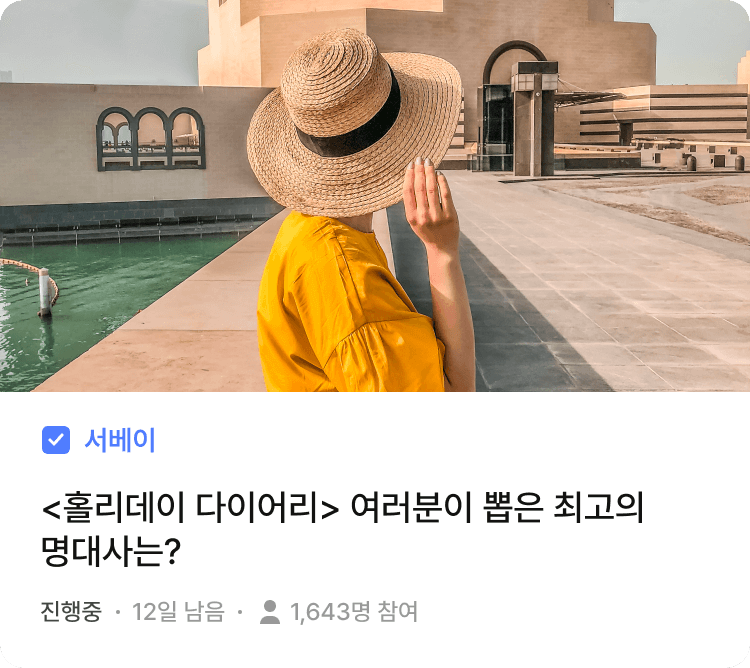 서베이
<홀리데이 다이어리> 여러분이 뽑은 최고의
명대사는?
진행중 · 12일 남음 · 1,643명 참여